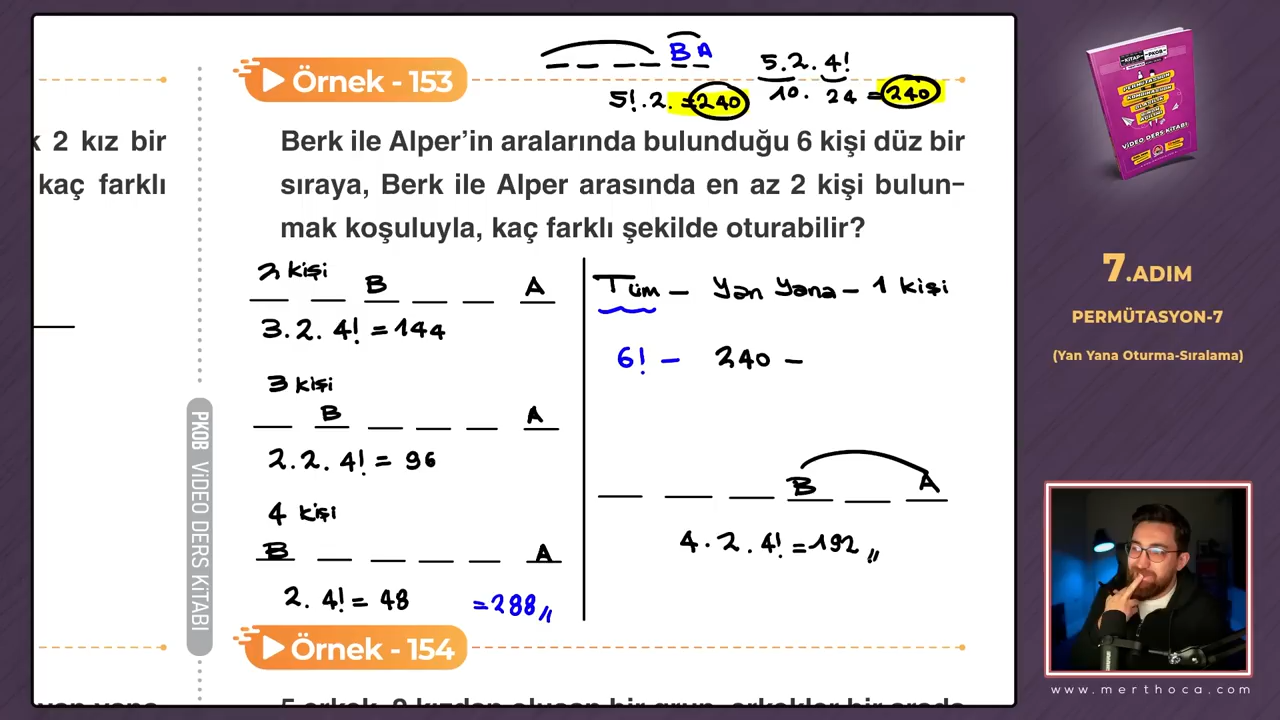 B A
5! . 2 . = 240
5 . 2 . 4!
10 . 24 = 240
Örnek - 153
k 2 kız bir
kaç farklı
Berk ile Alper'in aralarında bulunduğu 6 kişi düz bir
sıraya, Berk ile Alper arasında en az 2 kişi bulun-
mak koşuluyla, kaç farklı şekilde oturabilir?
2 kişi
B A
3 . 2 . 4! = 144
3 kişi
B A
2 . 2 . 4! = 96
4 kişi
B A
2 . 4! = 48
= 288 //
Tüm - Yan Yana - 1 kişi
6! - 240 -
B A
4 . 2 . 4! = 192 //
Örnek - 154
PKOB VİDEO DERS KİTABI
PERMÜTASYON
VİDEO DERS KİTABI
7.ADIM
PERMÜTASYON-7
(Yan Yana Oturma-Sıralama)
www.merthoca.com